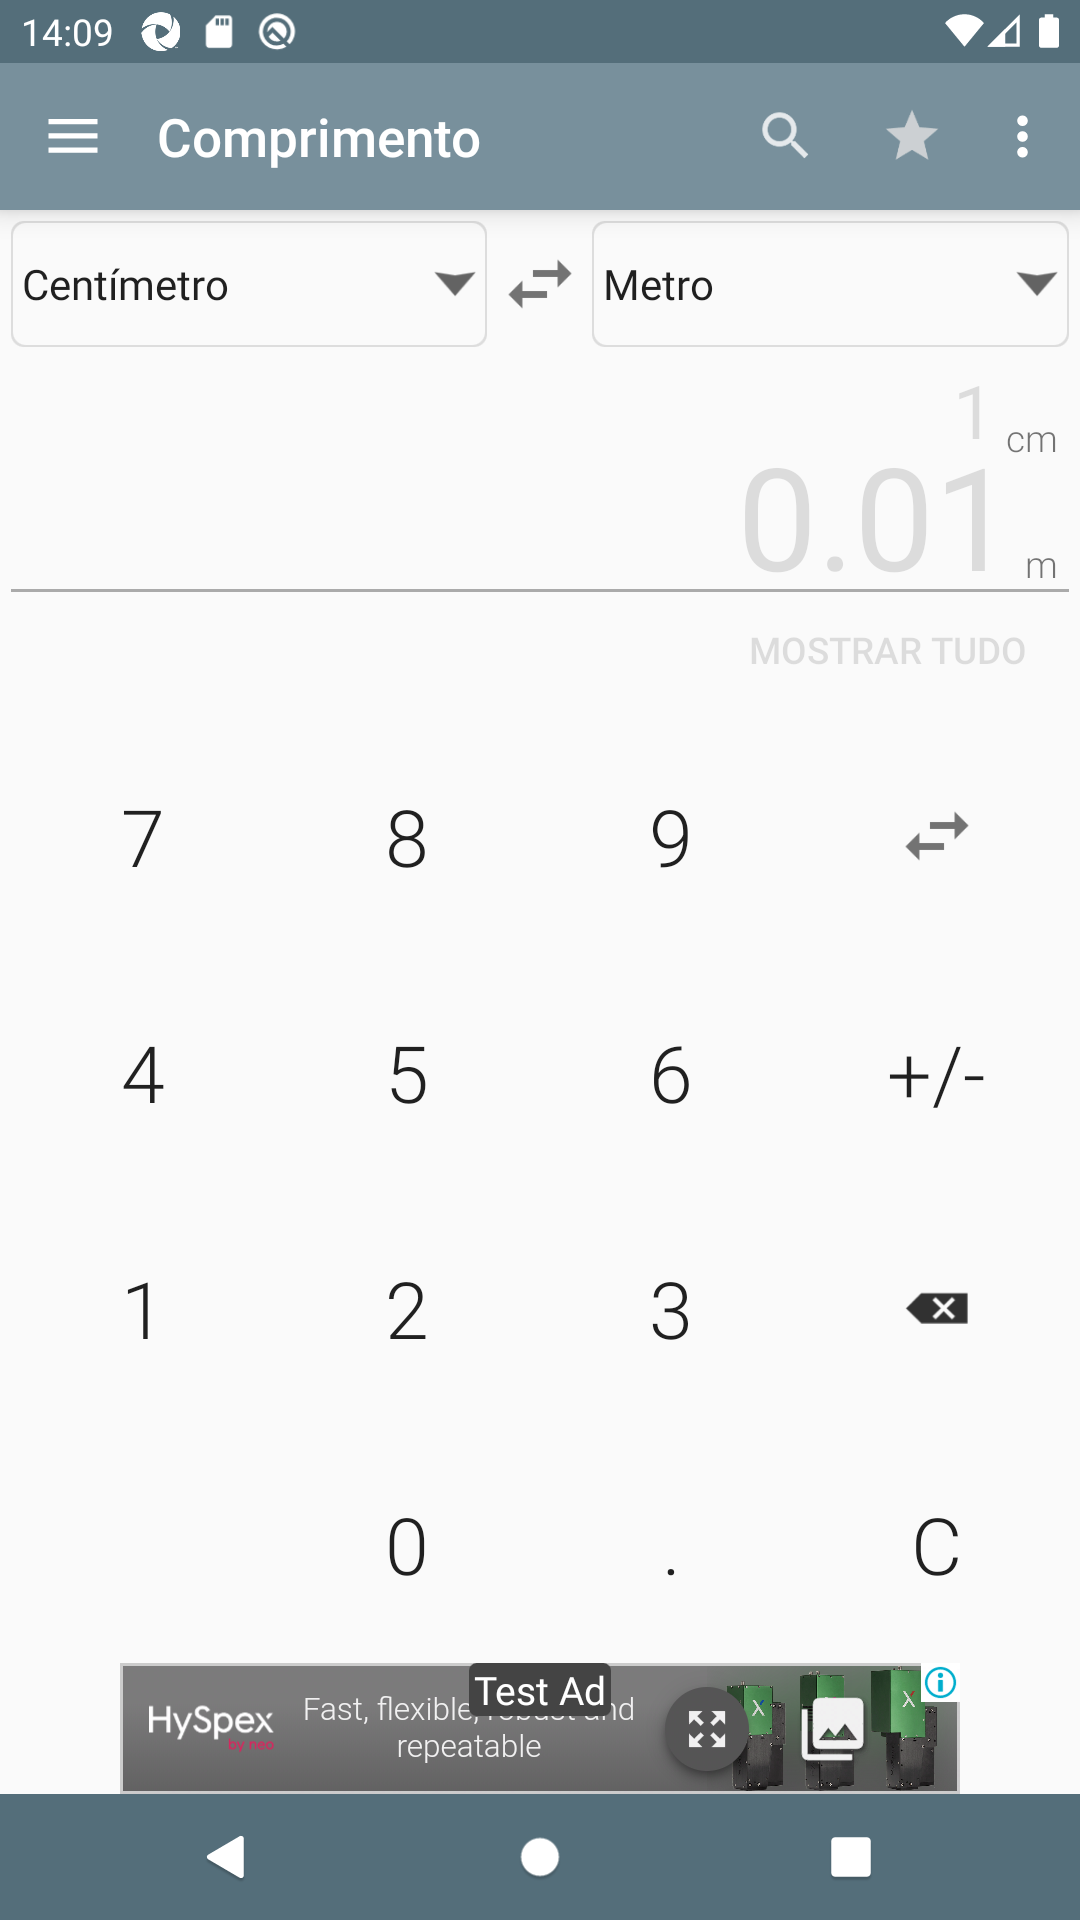 14:09
Comprimento
Centímetro
Metro
1 cm
0.01 m
MOSTRAR TUDO
7 8 9
4 5 6 +/-
1 2 3
0 . C
Test Ad
HySpex
by neo
Fast, flexible, robust and
repeatable